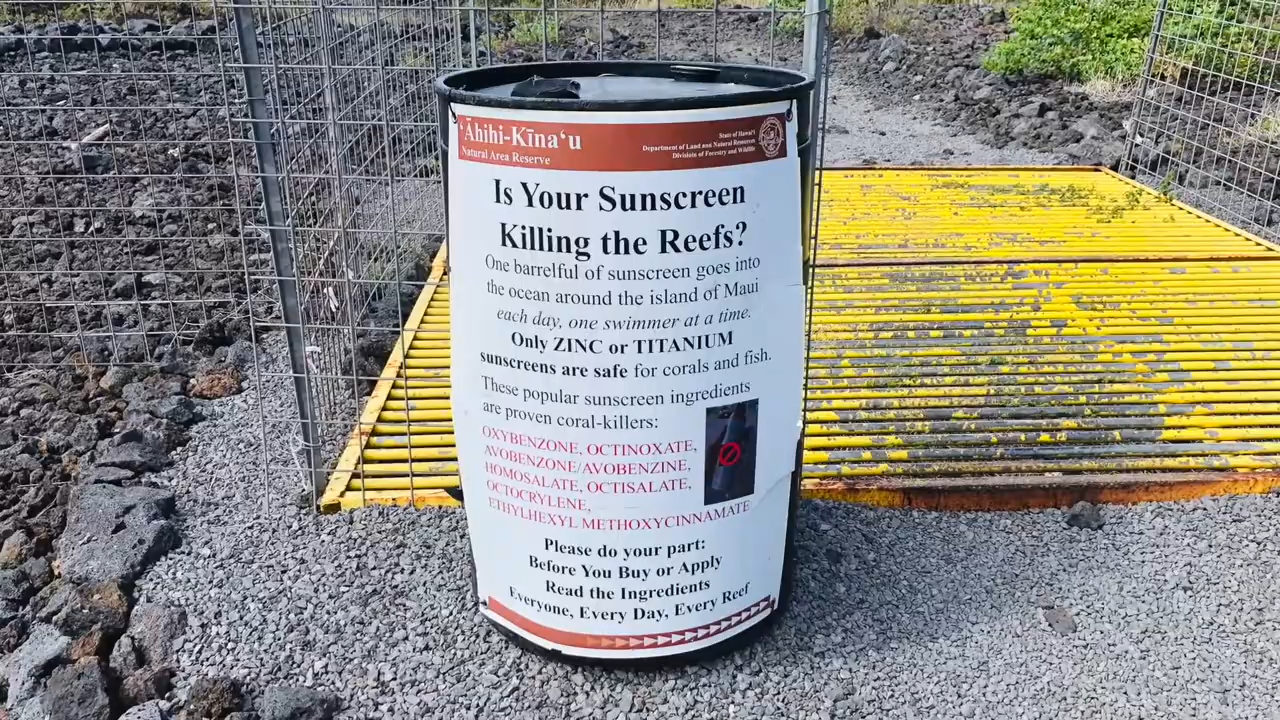 ʻĀhihi-Kīnaʻu
Natural Area Reserve
State of Hawaiʻi
Department of Land and Natural Resources
Division of Forestry and Wildlife
Is Your Sunscreen
Killing the Reefs?
One barrelful of sunscreen goes into
the ocean around the island of Maui
each day, one swimmer at a time.
Only ZINC or TITANIUM
sunscreens are safe for corals and fish.
These popular sunscreen ingredients
are proven coral-killers:
OXYBENZONE, OCTINOXATE,
AVOBENZONE/AVOBENZINE,
HOMOSALATE, OCTISALATE,
OCTOCRYLENE,
ETHYLHEXYL METHOXYCINNAMATE
Please do your part:
Before You Buy or Apply
Read the Ingredients
Everyone, Every Day, Every Reef